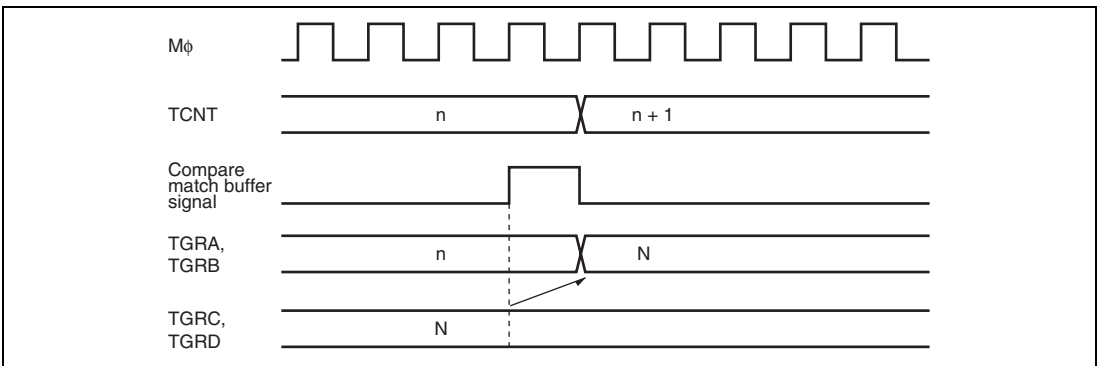 Mφ
TCNT
n
n + 1
Compare
match buffer
signal
TGRA,
TGRB
n
N
TGRC,
TGRD
N